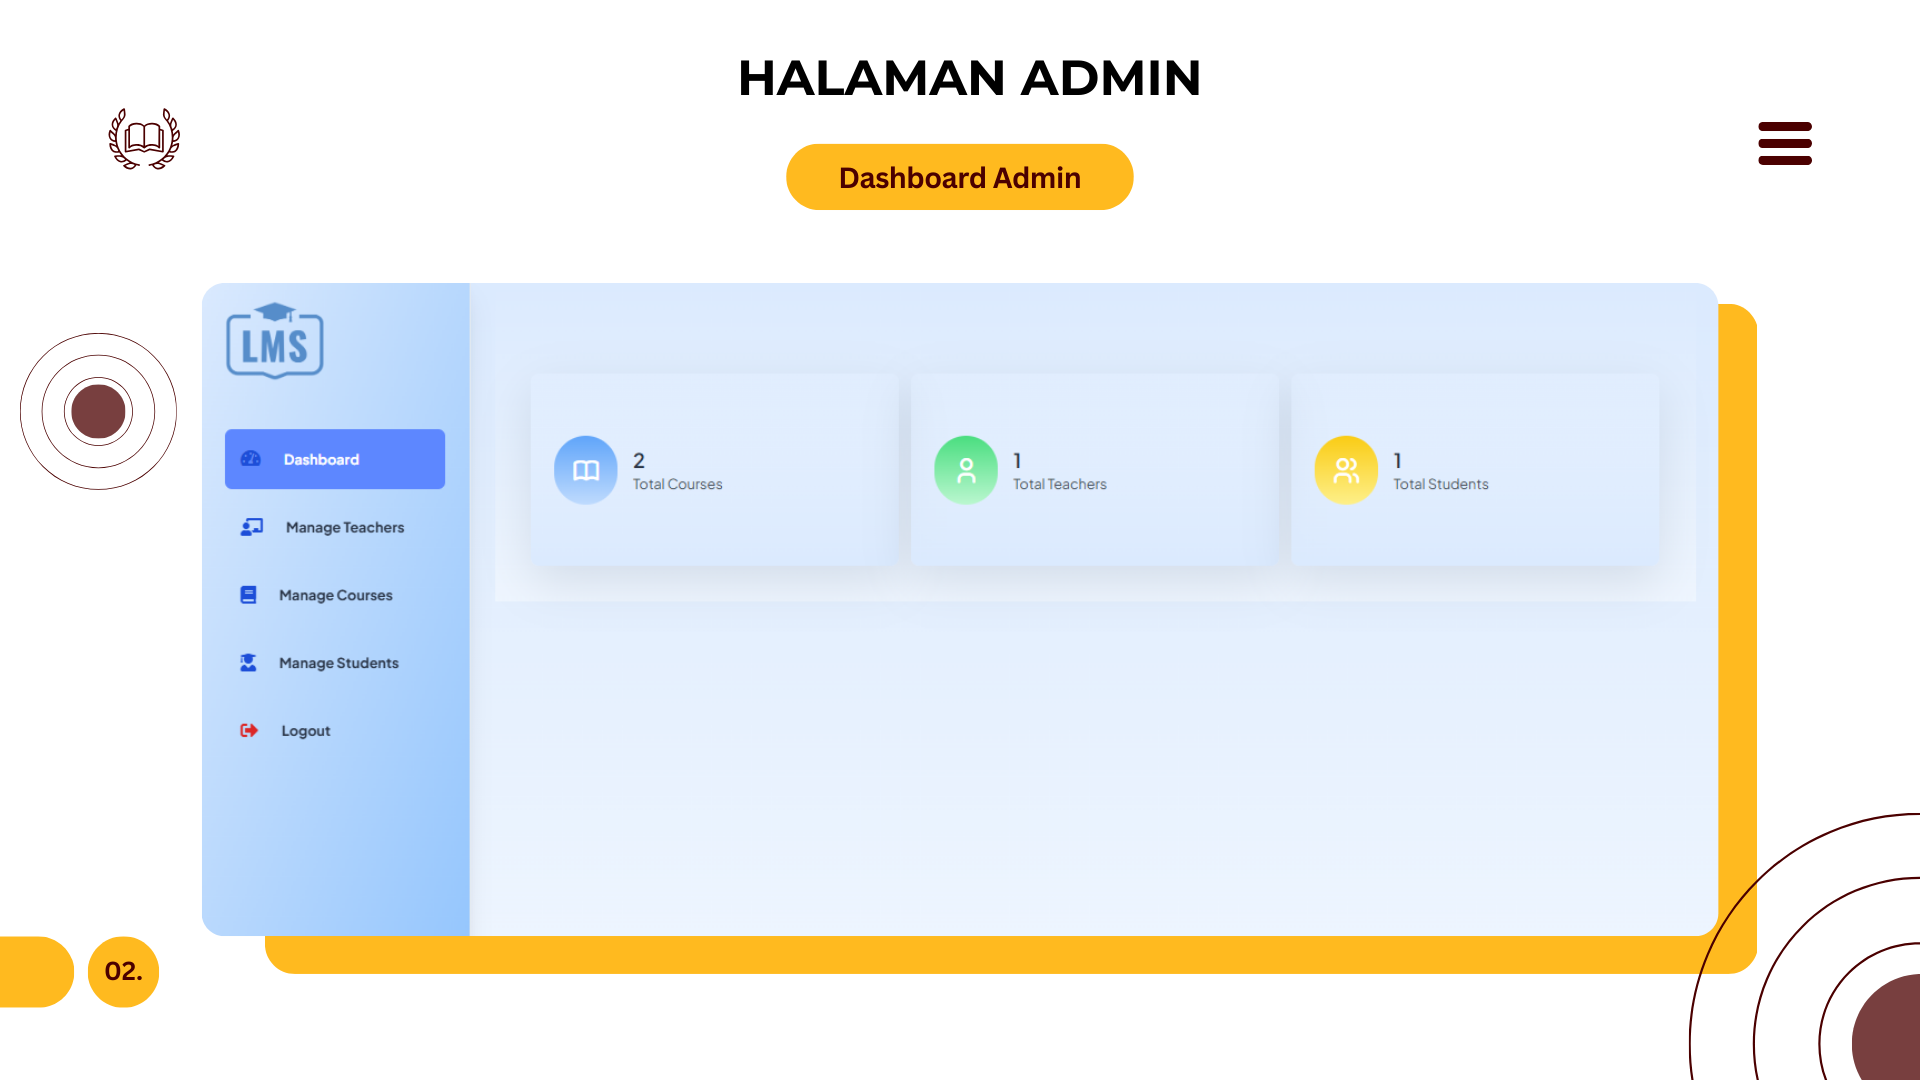 HALAMAN ADMIN
Dashboard Admin
LMS
Dashboard
Manage Teachers
Manage Courses
Manage Students
Logout
2
Total Courses
1
Total Teachers
1
Total Students
02.